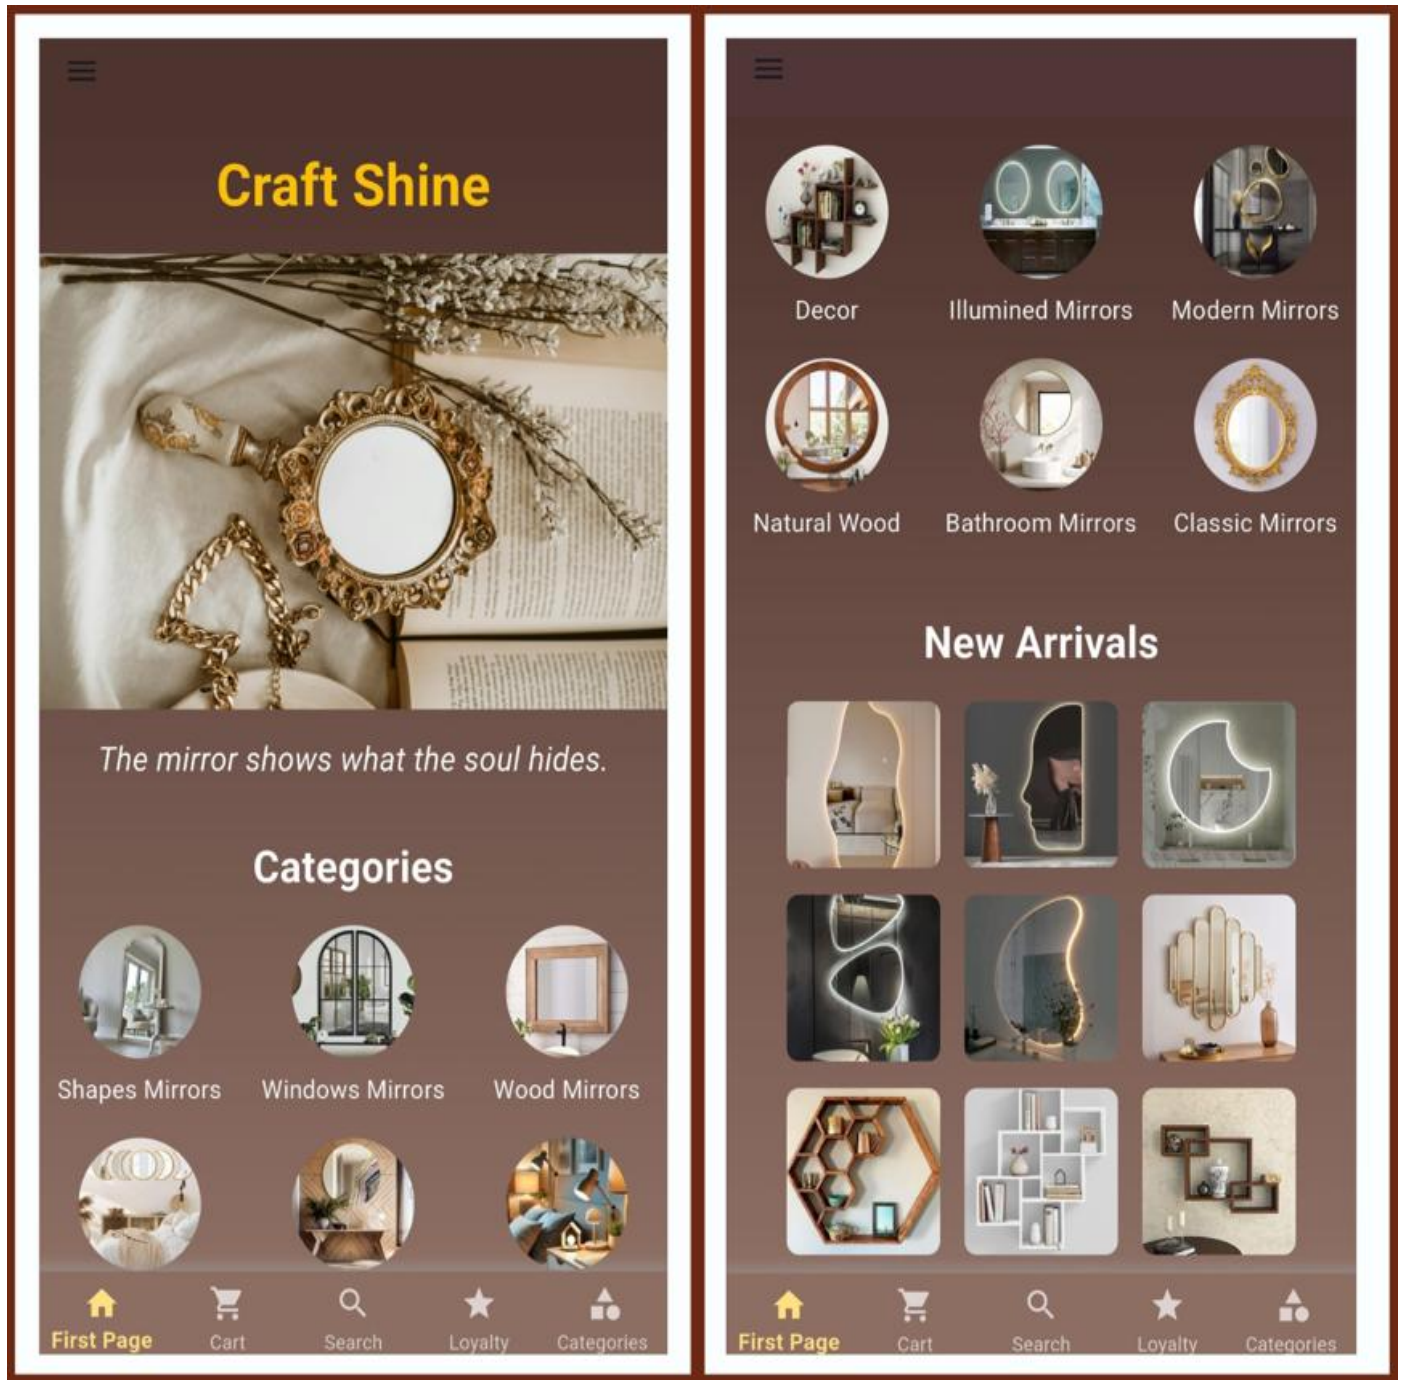 Craft Shine
The mirror shows what the soul hides.
Categories
Shapes Mirrors Windows Mirrors Wood Mirrors
First Page Cart Search Loyalty Categories
Decor Illumined Mirrors Modern Mirrors
Natural Wood Bathroom Mirrors Classic Mirrors
New Arrivals
First Page Cart Search Loyalty Categories